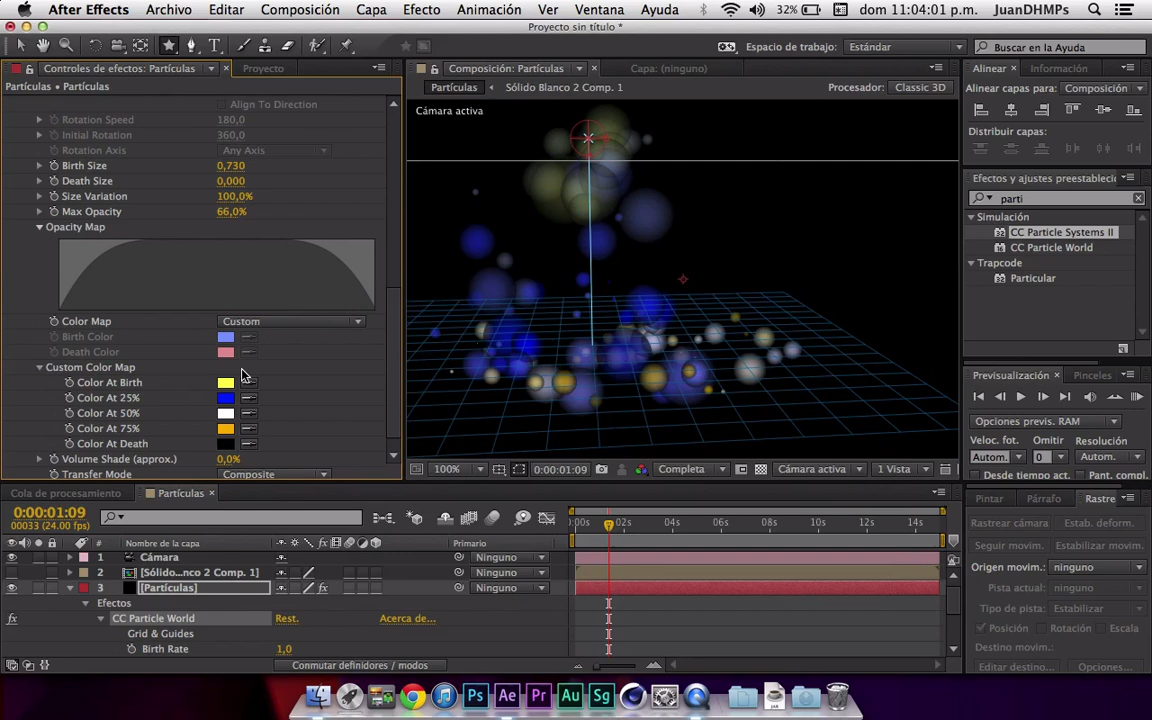 After Effects Archivo Editar Composición Capa Efecto Animación Ver Ventana Ayuda 32% dom 11:04:01 p.m. JuanDHMPs
Proyecto sin título *
Espacio de trabajo: Estándar Buscar en la Ayuda
Controles de efectos: Partículas Proyecto
Partículas • Partículas
Align To Direction
Rotation Speed 180,0
Initial Rotation 360,0
Rotation Axis Any Axis
Birth Size 0,730
Death Size 0,000
Size Variation 100,0%
Max Opacity 66,0%
Opacity Map
Color Map Custom
Birth Color
Death Color
Custom Color Map
Color At Birth
Color At 25%
Color At 50%
Color At 75%
Color At Death
Volume Shade (approx.) 0,0%
Transfer Mode Composite
Composición: Partículas Capa: (ninguno)
Partículas Sólido Blanco 2 Comp. 1 Procesador: Classic 3D
Cámara activa
100% 0:00:01:09 Completa Cámara activa 1 Vista
Alinear Información
Alinear capas para: Composición
Distribuir capas:
Efectos y ajustes preestableci
parti
Simulación
CC Particle Systems II
CC Particle World
Trapcode
Particular
Previsualización Pinceles
Opciones previs. RAM
Veloc. fot. Omitir Resolución
Autom. 0 Autom.
Desde tiempo act. Pant. compl.
Cola de procesamiento Partículas
0:00:01:09
00033 (24.00 fps)
:00s 02s 04s 06s 08s 10s 12s 14s
# Nombre de la capa Primario
1 Cámara Ninguno
2 [Sólido...nco 2 Comp. 1] Ninguno
3 [Partículas] Ninguno
Efectos
CC Particle World Rest. Acerca de...
Grid & Guides
Birth Rate 1,0
Conmutar definidores / modos
Pintar Párrafo Rastre
Rastrear cámara Estab. deform.
Seguir movim. Estabilizar movim.
Origen movim.: ninguno
Pista actual: ninguno
Tipo de pista: Estabilizar
Posición Rotación Escala
Destino movim.:
Editar destino... Opciones...
Ps Ae Pr Au Sg